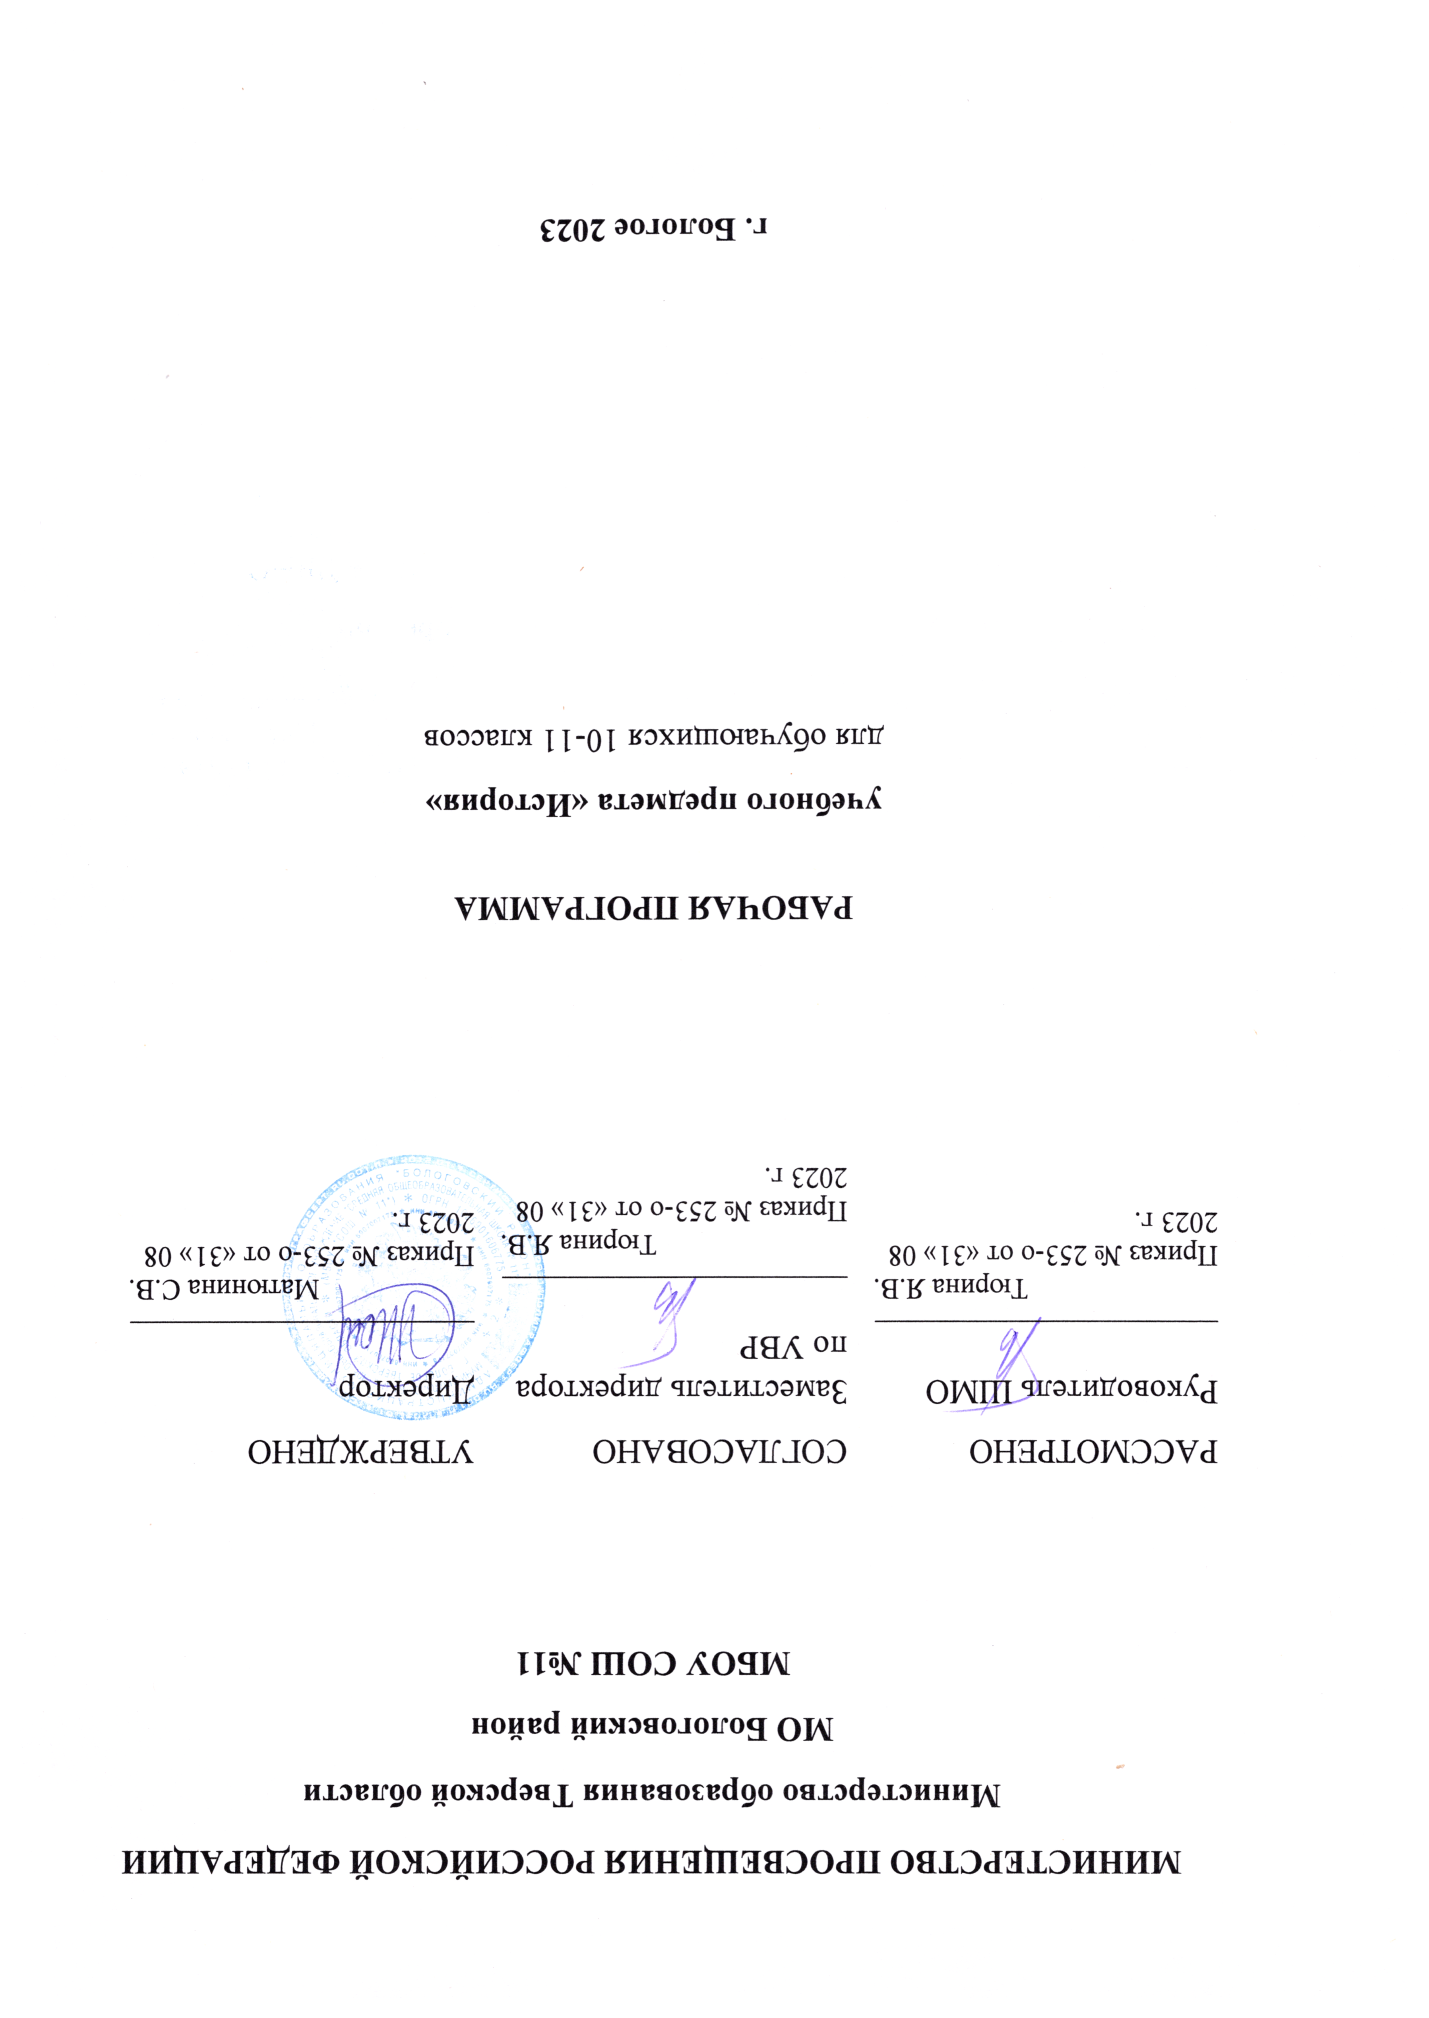 МИНИСТЕРСТВО ПРОСВЕЩЕНИЯ РОССИЙСКОЙ ФЕДЕРАЦИИ
Министерство образования Тверской области
МО Бологовский район
МБОУ СОШ №11
РАССМОТРЕНО
Руководитель ШМО
Тюрина Я.В.
Приказ № 253-о от «31» 08
2023 г.
СОГЛАСОВАНО
Заместитель директора
по УВР
Тюрина Я.В.
Приказ № 253-о от «31» 08
2023 г.
УТВЕРЖДЕНО
Директор
Матюнина С.В.
Приказ № 253-о от «31» 08
2023 г.
РАБОЧАЯ ПРОГРАММА
учебного предмета «История»
для обучающихся 10-11 классов
г. Бологое 2023